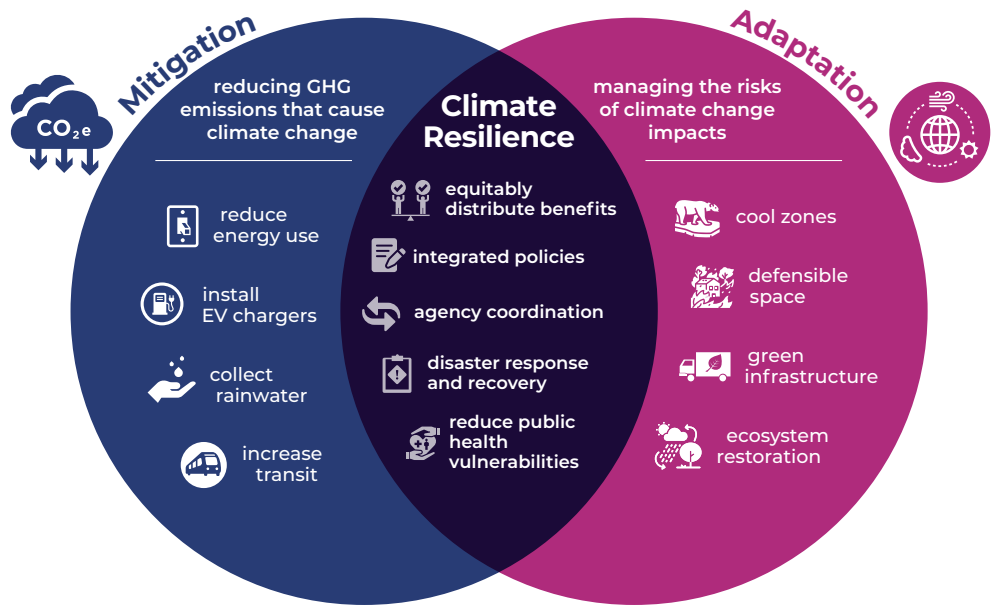 Mitigation
CO₂e
reducing GHG
emissions that cause
climate change
reduce
energy use
install
EV chargers
collect
rainwater
increase
transit
Climate
Resilience
equitably
distribute benefits
integrated policies
agency coordination
disaster response
and recovery
reduce public
health
vulnerabilities
Adaptation
managing the risks
of climate change
impacts
cool zones
defensible
space
green
infrastructure
ecosystem
restoration